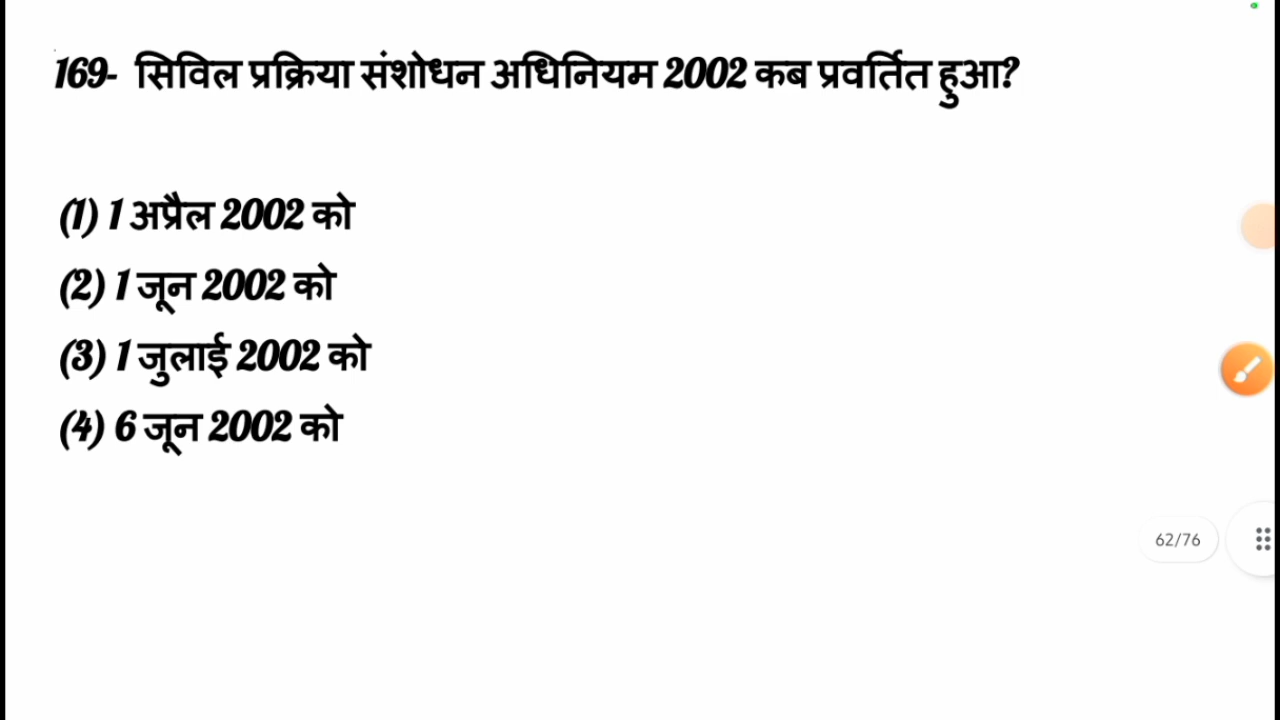 169- सिविल प्रक्रिया संशोधन अधिनियम 2002 कब प्रवर्तित हुआ?
(1) 1 अप्रैल 2002 को
(2) 1 जून 2002 को
(3) 1 जुलाई 2002 को
(4) 6 जून 2002 को
62/76